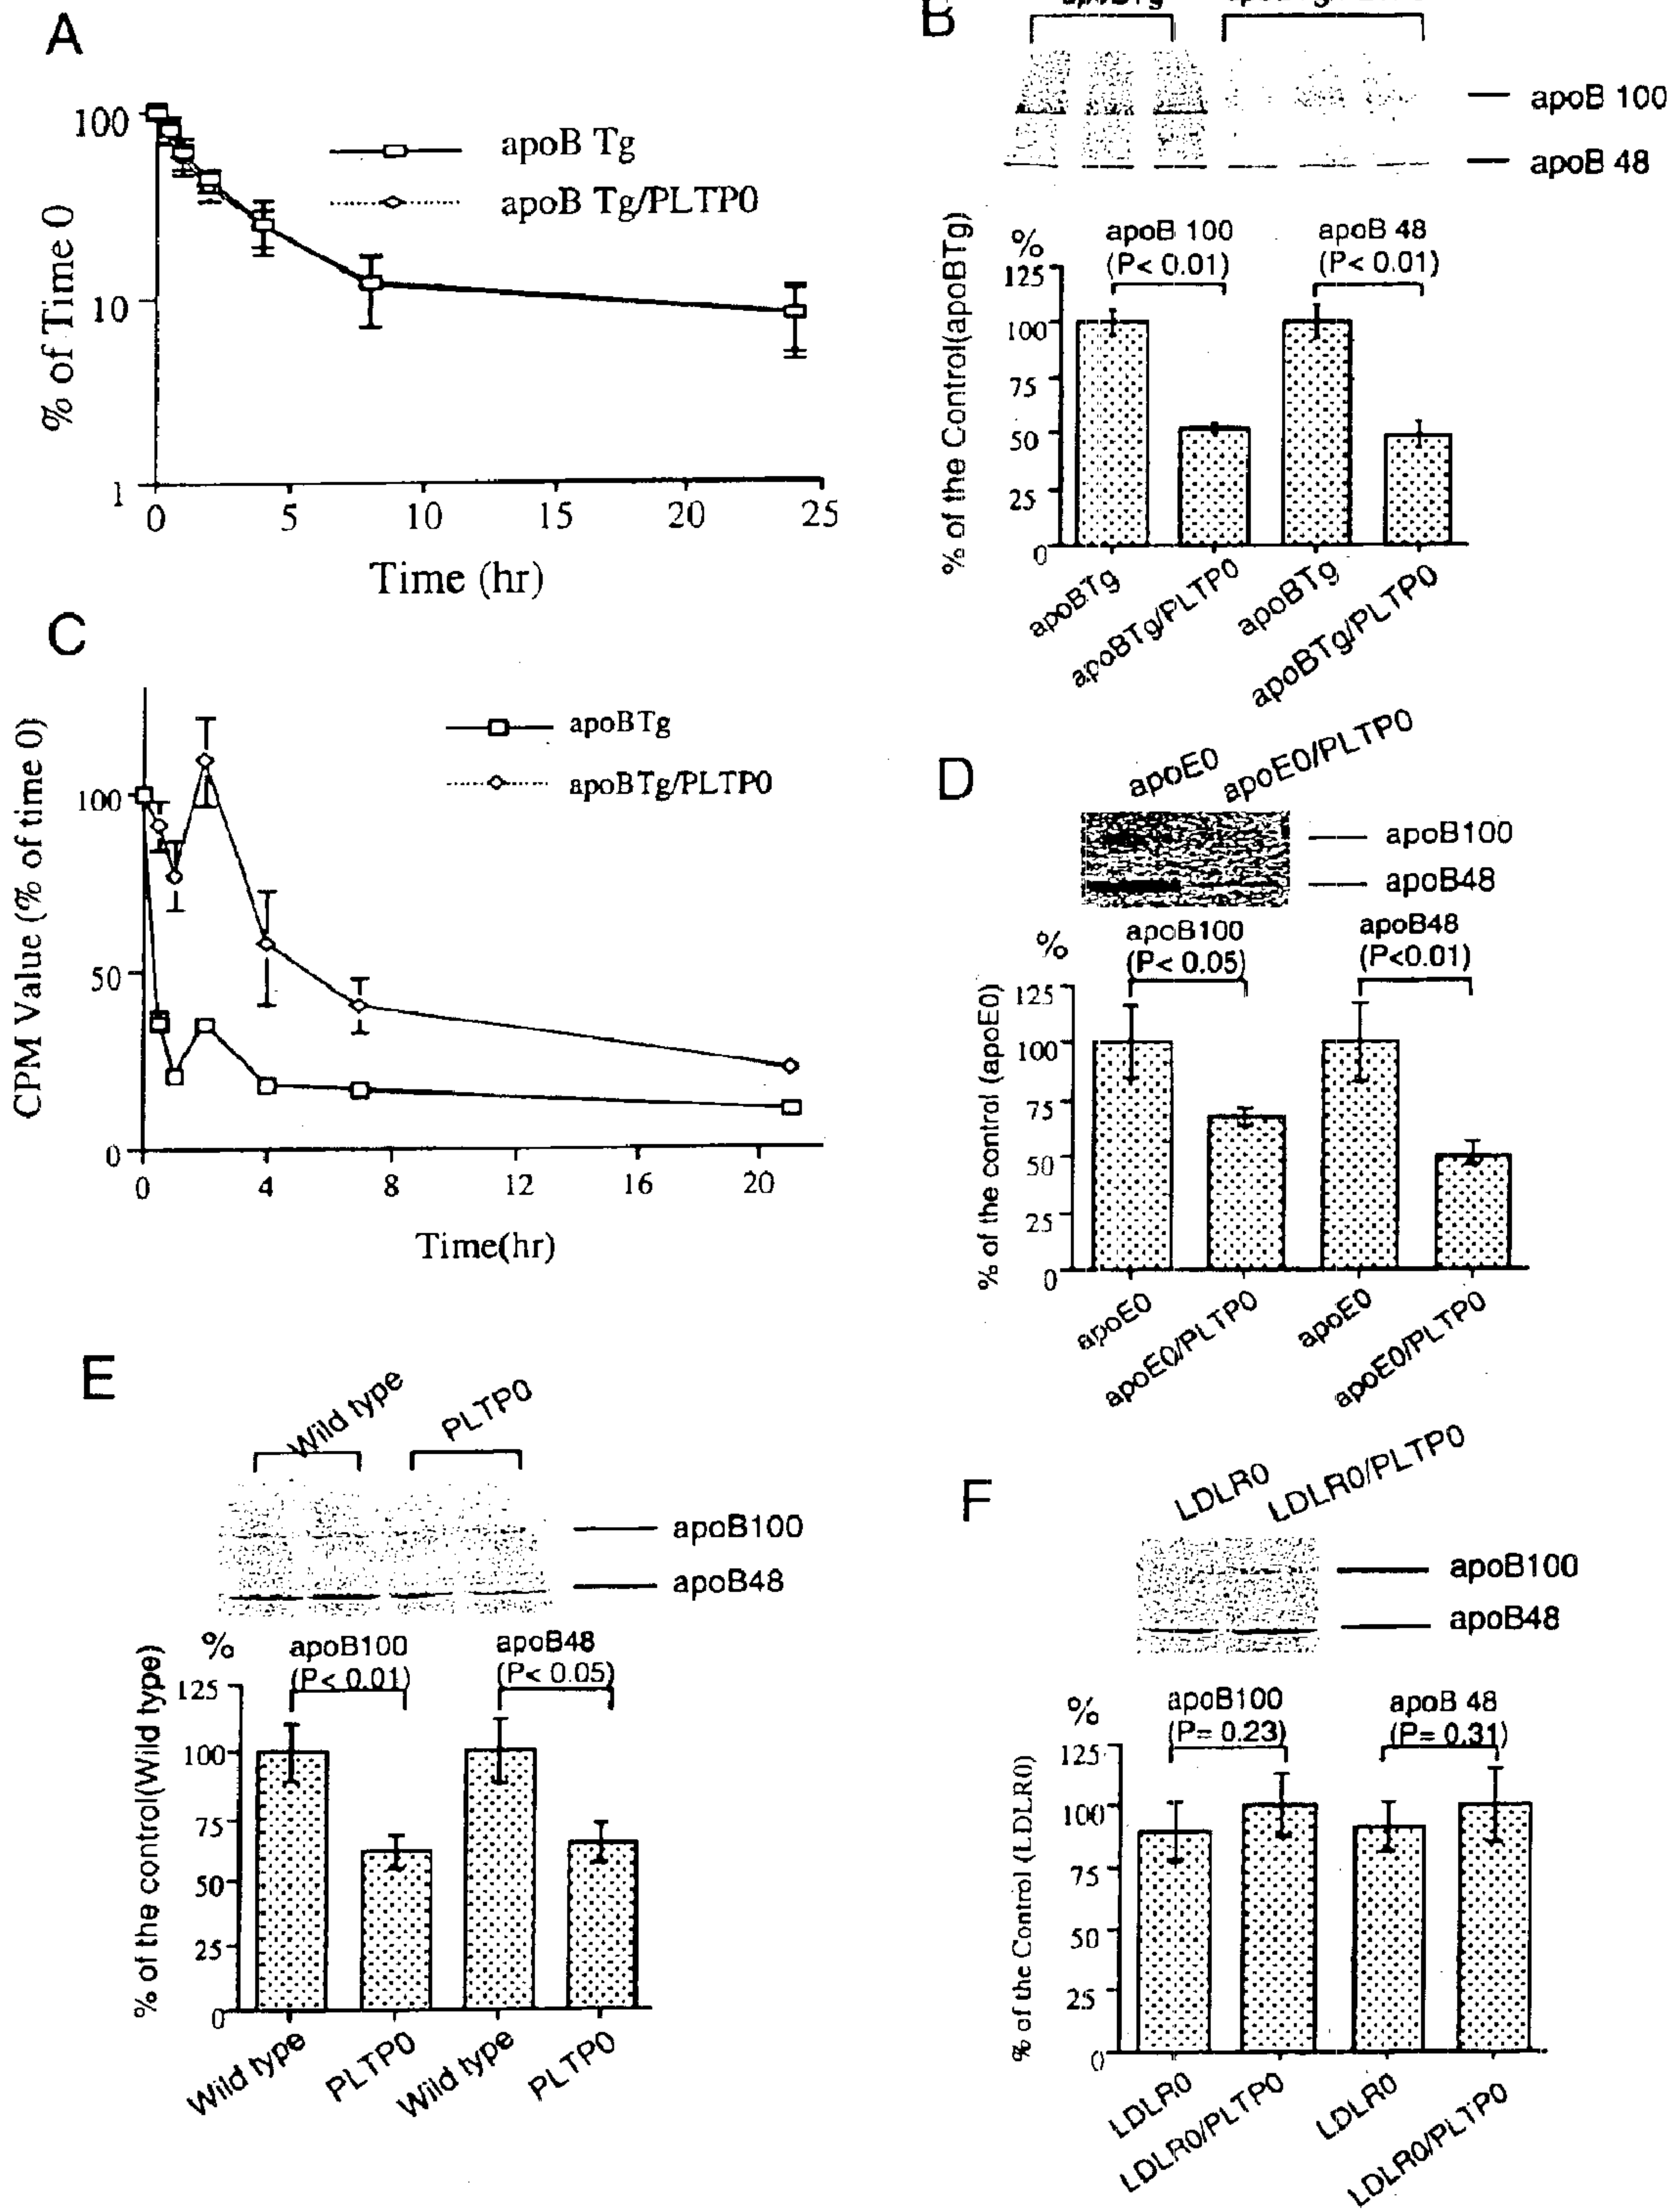 A
100
10
1
% of Time 0
apoB Tg
apoB Tg/PLTP0
0 5 10 15 20 25
Time (hr)
B
apoBTg
apoB 100
apoB 48
% of the Control(apoBTg)
%
apoB 100
(P< 0.01)
apoB 48
(P< 0.01)
125
100
75
50
25
0
apoBTg
apoBTg/PLTP0
apoBTg
apoBTg/PLTP0
C
CPM Value (% of time 0)
apoBTg
apoBTg/PLTP0
100
50
0
0 4 8 12 16 20
Time(hr)
D
apoE0
apoE0/PLTP0
apoB100
apoB48
% of the control (apoE0)
%
apoB100
(P< 0.05)
apoB48
(P<0.01)
125
100
75
50
25
0
apoE0
apoE0/PLTP0
apoE0
apoE0/PLTP0
E
Wild type
PLTP0
apoB100
apoB48
% of the control(Wild type)
%
apoB100
(P< 0.01)
apoB48
(P< 0.05)
125
100
75
50
25
0
Wild type
PLTP0
Wild type
PLTP0
F
LDLR0
LDLR0/PLTP0
apoB100
apoB48
% of the Control (LDLR0)
%
apoB100
(P= 0.23)
apoB 48
(P= 0.31)
125
100
75
50
25
0
LDLR0
LDLR0/PLTP0
LDLR0
LDLR0/PLTP0